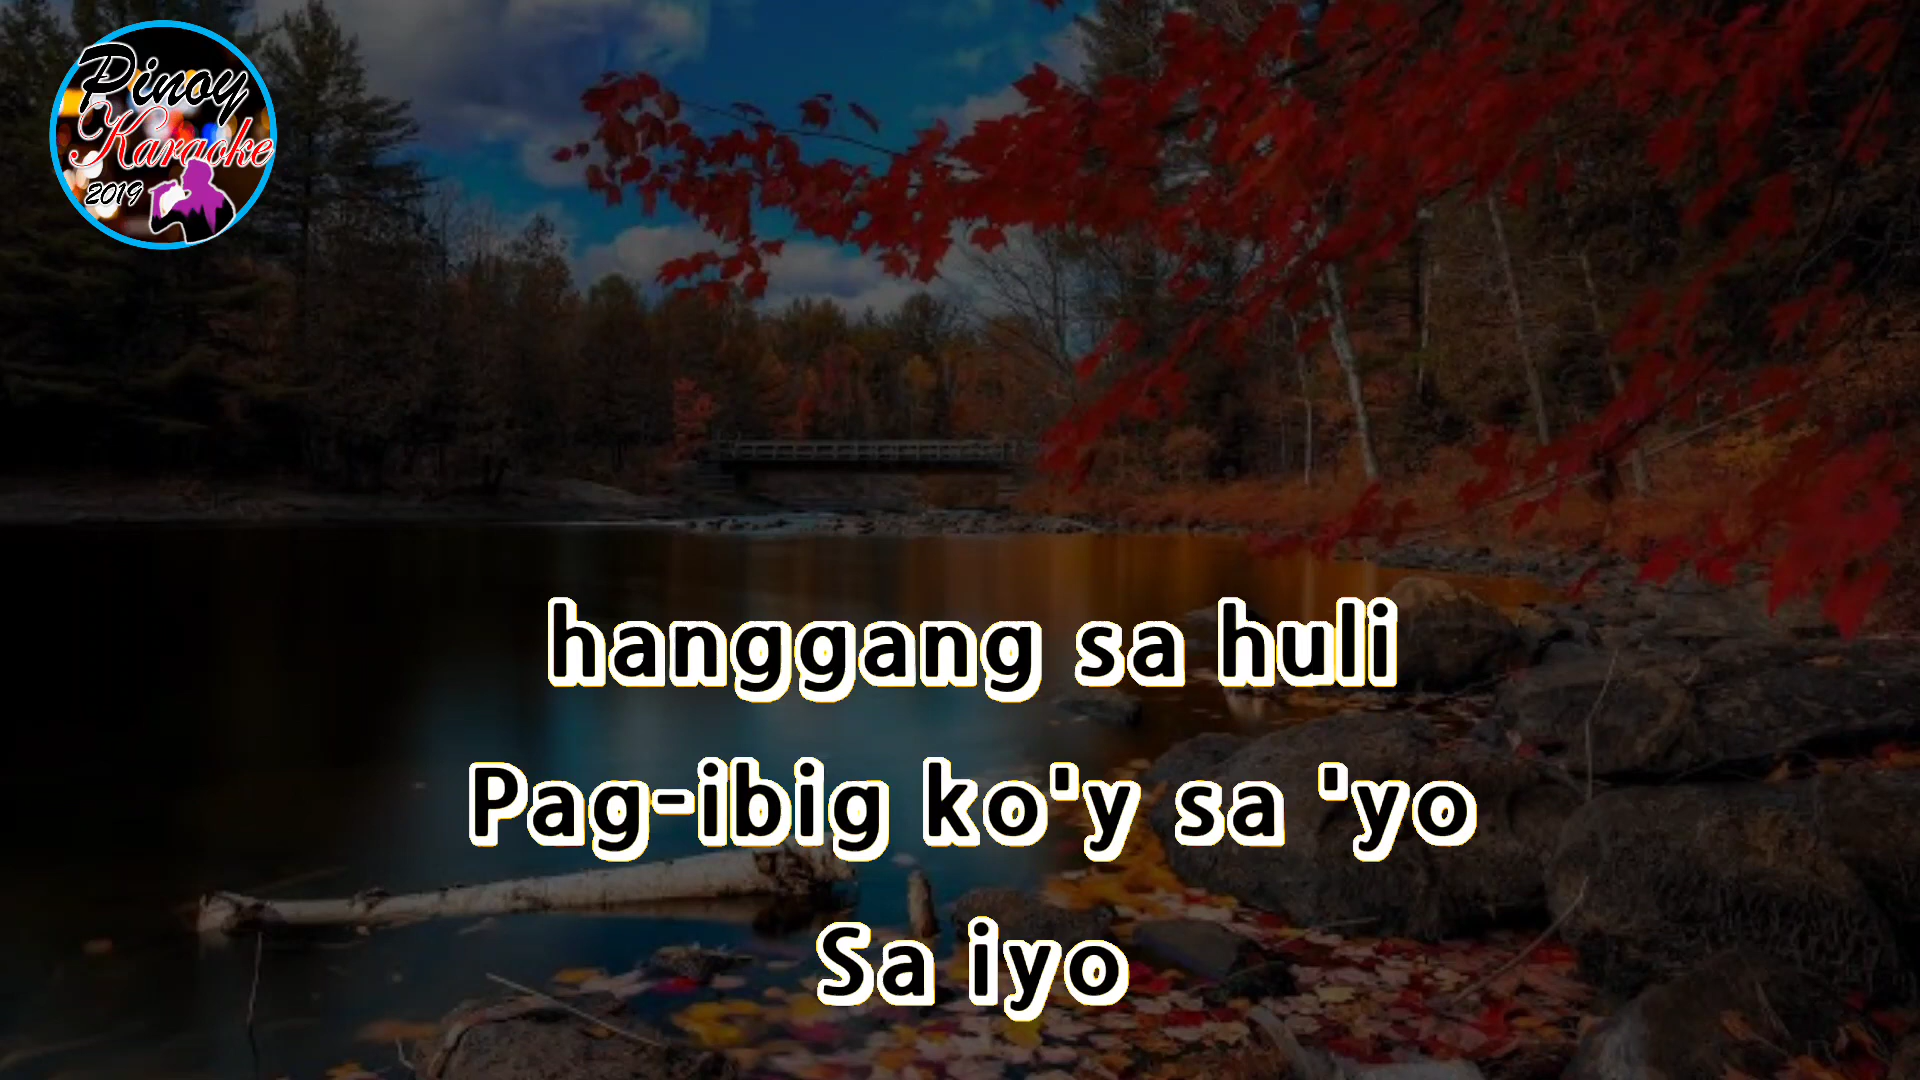 Pinoy
Karaoke
2019
hanggang sa huli
Pag-ibig ko'y sa 'yo
Sa iyo